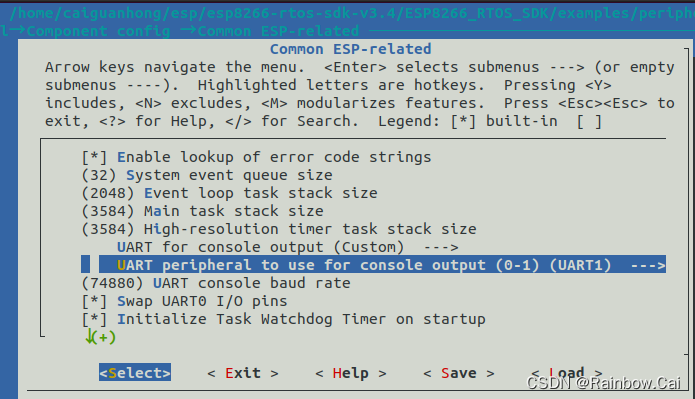 /home/caiguanhong/esp/esp8266-rtos-sdk-v3.4/ESP8266_RTOS_SDK/examples/periph
l→Component config →Common ESP-related
Common ESP-related
Arrow keys navigate the menu.  <Enter> selects submenus ---> (or empty
submenus ----).  Highlighted letters are hotkeys.  Pressing <Y>
includes, <N> excludes, <M> modularizes features.  Press <Esc><Esc> to
exit, <?> for Help, </> for Search.  Legend: [*] built-in  [ ]
[*] Enable lookup of error code strings
(32) System event queue size
(2048) Event loop task stack size
(3584) Main task stack size
(3584) High-resolution timer task stack size
UART for console output (Custom)  --->
UART peripheral to use for console output (0-1) (UART1)  --->
(74880) UART console baud rate
[*] Swap UART0 I/O pins
[*] Initialize Task Watchdog Timer on startup
↓(+)
<Select>    < Exit >    < Help >    < Save >    < Load >
CSDN @Rainbow.Cai